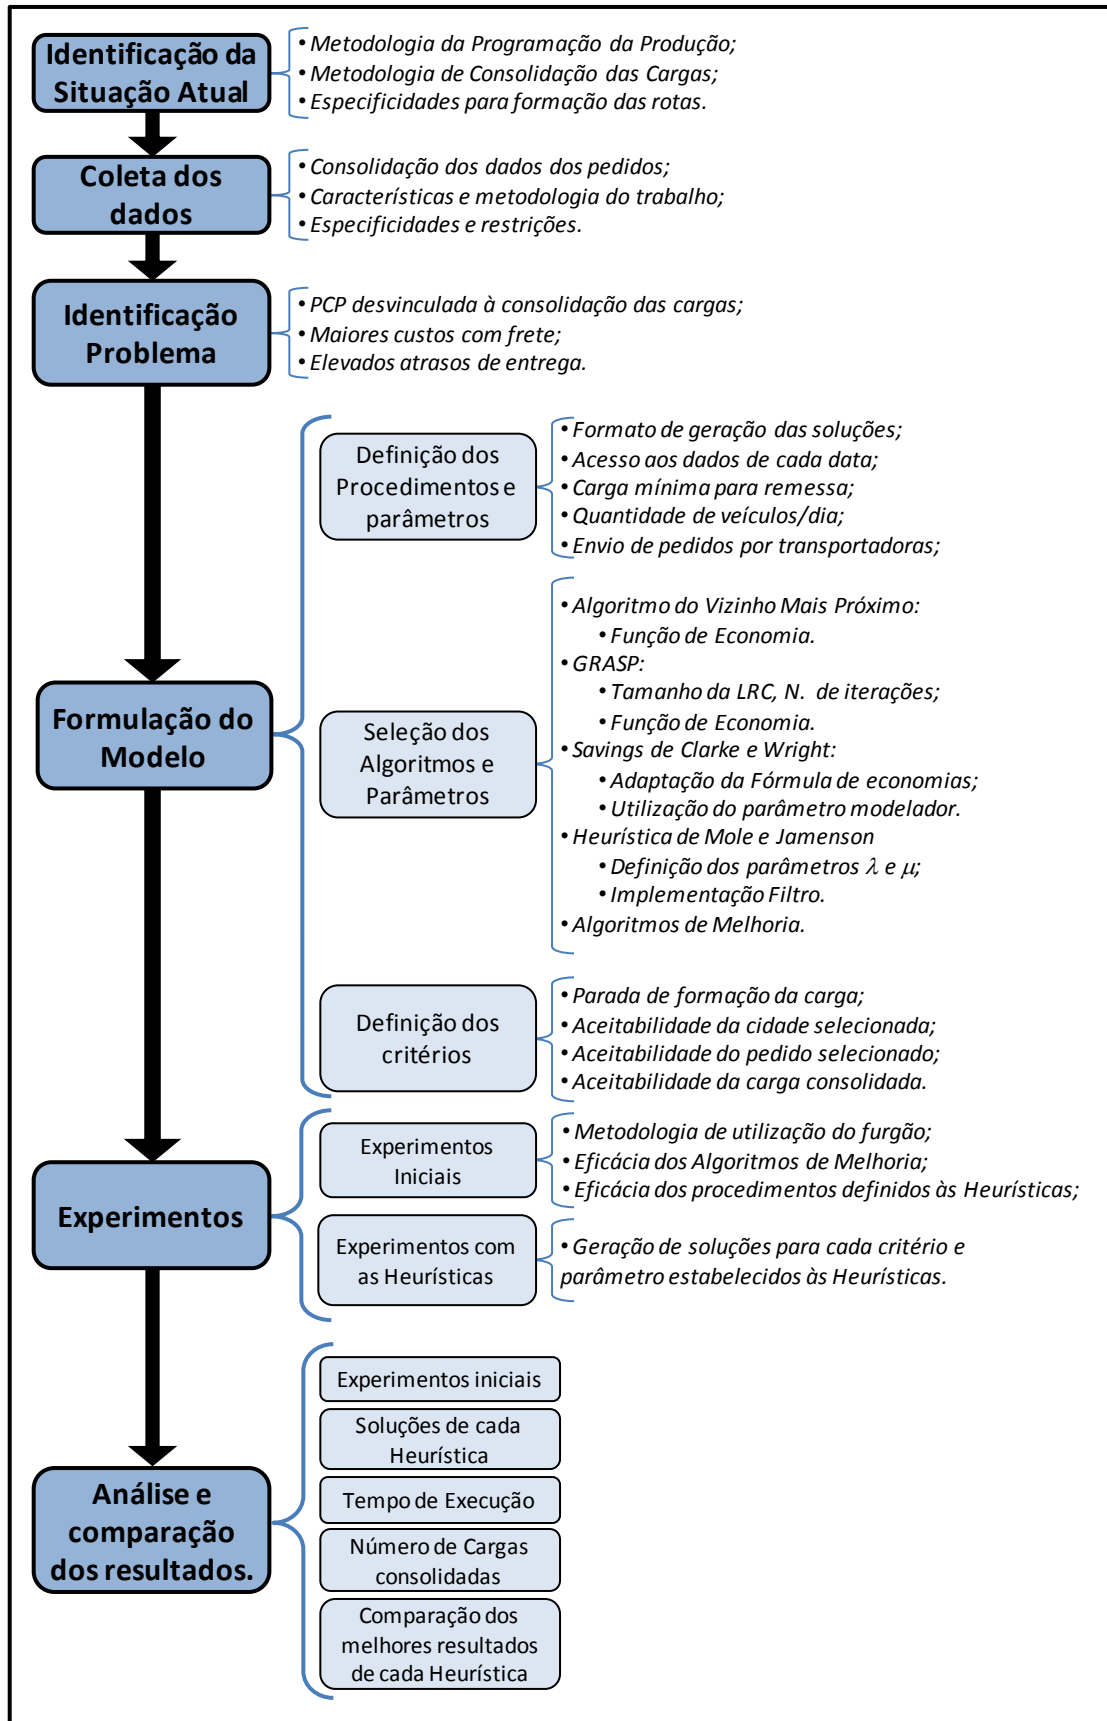 Identificação da
Situação Atual
• Metodologia da Programação da Produção;
• Metodologia de Consolidação das Cargas;
• Especificidades para formação das rotas.
Coleta dos
dados
• Consolidação dos dados dos pedidos;
• Características e metodologia do trabalho;
• Especificidades e restrições.
Identificação
Problema
• PCP desvinculada à consolidação das cargas;
• Maiores custos com frete;
• Elevados atrasos de entrega.
Formulação do
Modelo
Definição dos
Procedimentos e
parâmetros
• Formato de geração das soluções;
• Acesso aos dados de cada data;
• Carga mínima para remessa;
• Quantidade de veículos/dia;
• Envio de pedidos por transportadoras;
Seleção dos
Algoritmos e
Parâmetros
• Algoritmo do Vizinho Mais Próximo:
• Função de Economia.
• GRASP:
• Tamanho da LRC, N. de iterações;
• Função de Economia.
• Savings de Clarke e Wright:
• Adaptação da Fórmula de economias;
• Utilização do parâmetro modelador.
• Heurística de Mole e Jamenson
• Definição dos parâmetros λ e μ;
• Implementação Filtro.
• Algoritmos de Melhoria.
Definição dos
critérios
• Parada de formação da carga;
• Aceitabilidade da cidade selecionada;
• Aceitabilidade do pedido selecionado;
• Aceitabilidade da carga consolidada.
Experimentos
Experimentos
Iniciais
• Metodologia de utilização do furgão;
• Eficácia dos Algoritmos de Melhoria;
• Eficácia dos procedimentos definidos às Heurísticas;
Experimentos com
as Heurísticas
• Geração de soluções para cada critério e
parâmetro estabelecidos às Heurísticas.
Análise e
comparação
dos resultados.
Experimentos iniciais
Soluções de cada
Heurística
Tempo de Execução
Número de Cargas
consolidadas
Comparação dos
melhores resultados
de cada Heurística